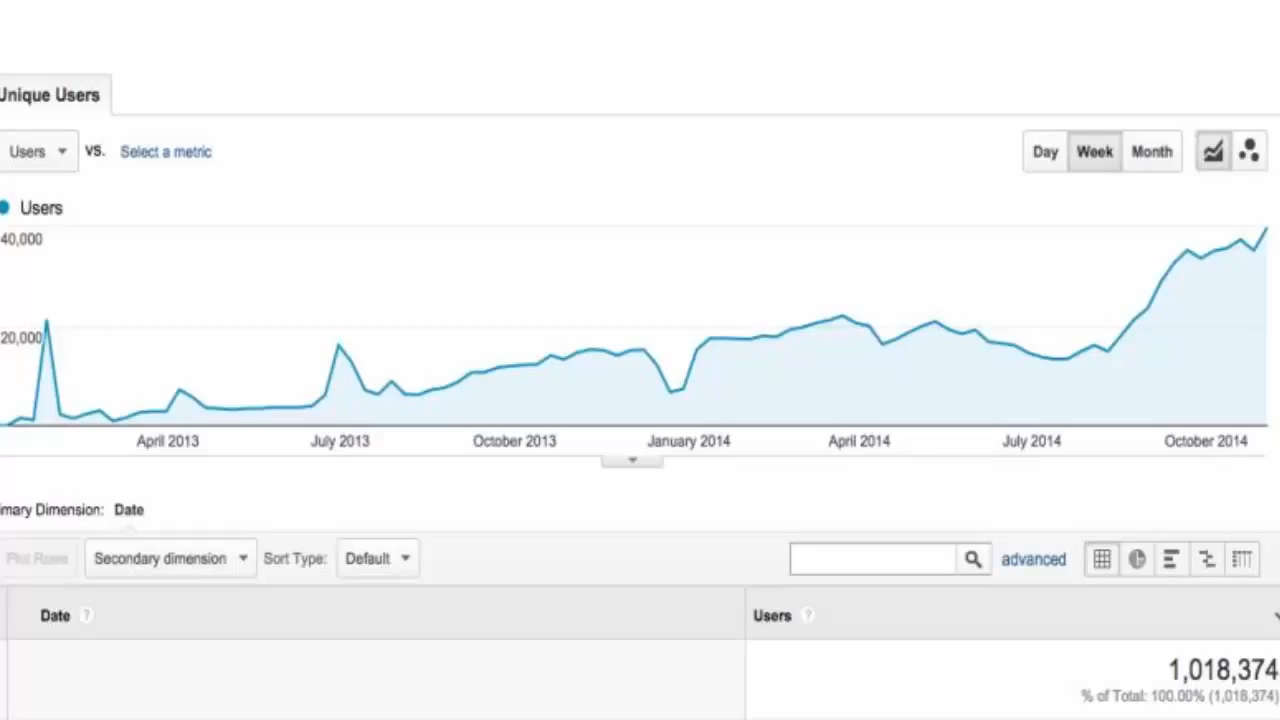 Unique Users
Users vs. Select a metric Day Week Month
Users
40,000
20,000
April 2013 July 2013 October 2013 January 2014 April 2014 July 2014 October 2014
imary Dimension: Date
Plot Rows Secondary dimension Sort Type: Default advanced
Date ? Users ?
1,018,374
% of Total: 100.00% (1,018,374)